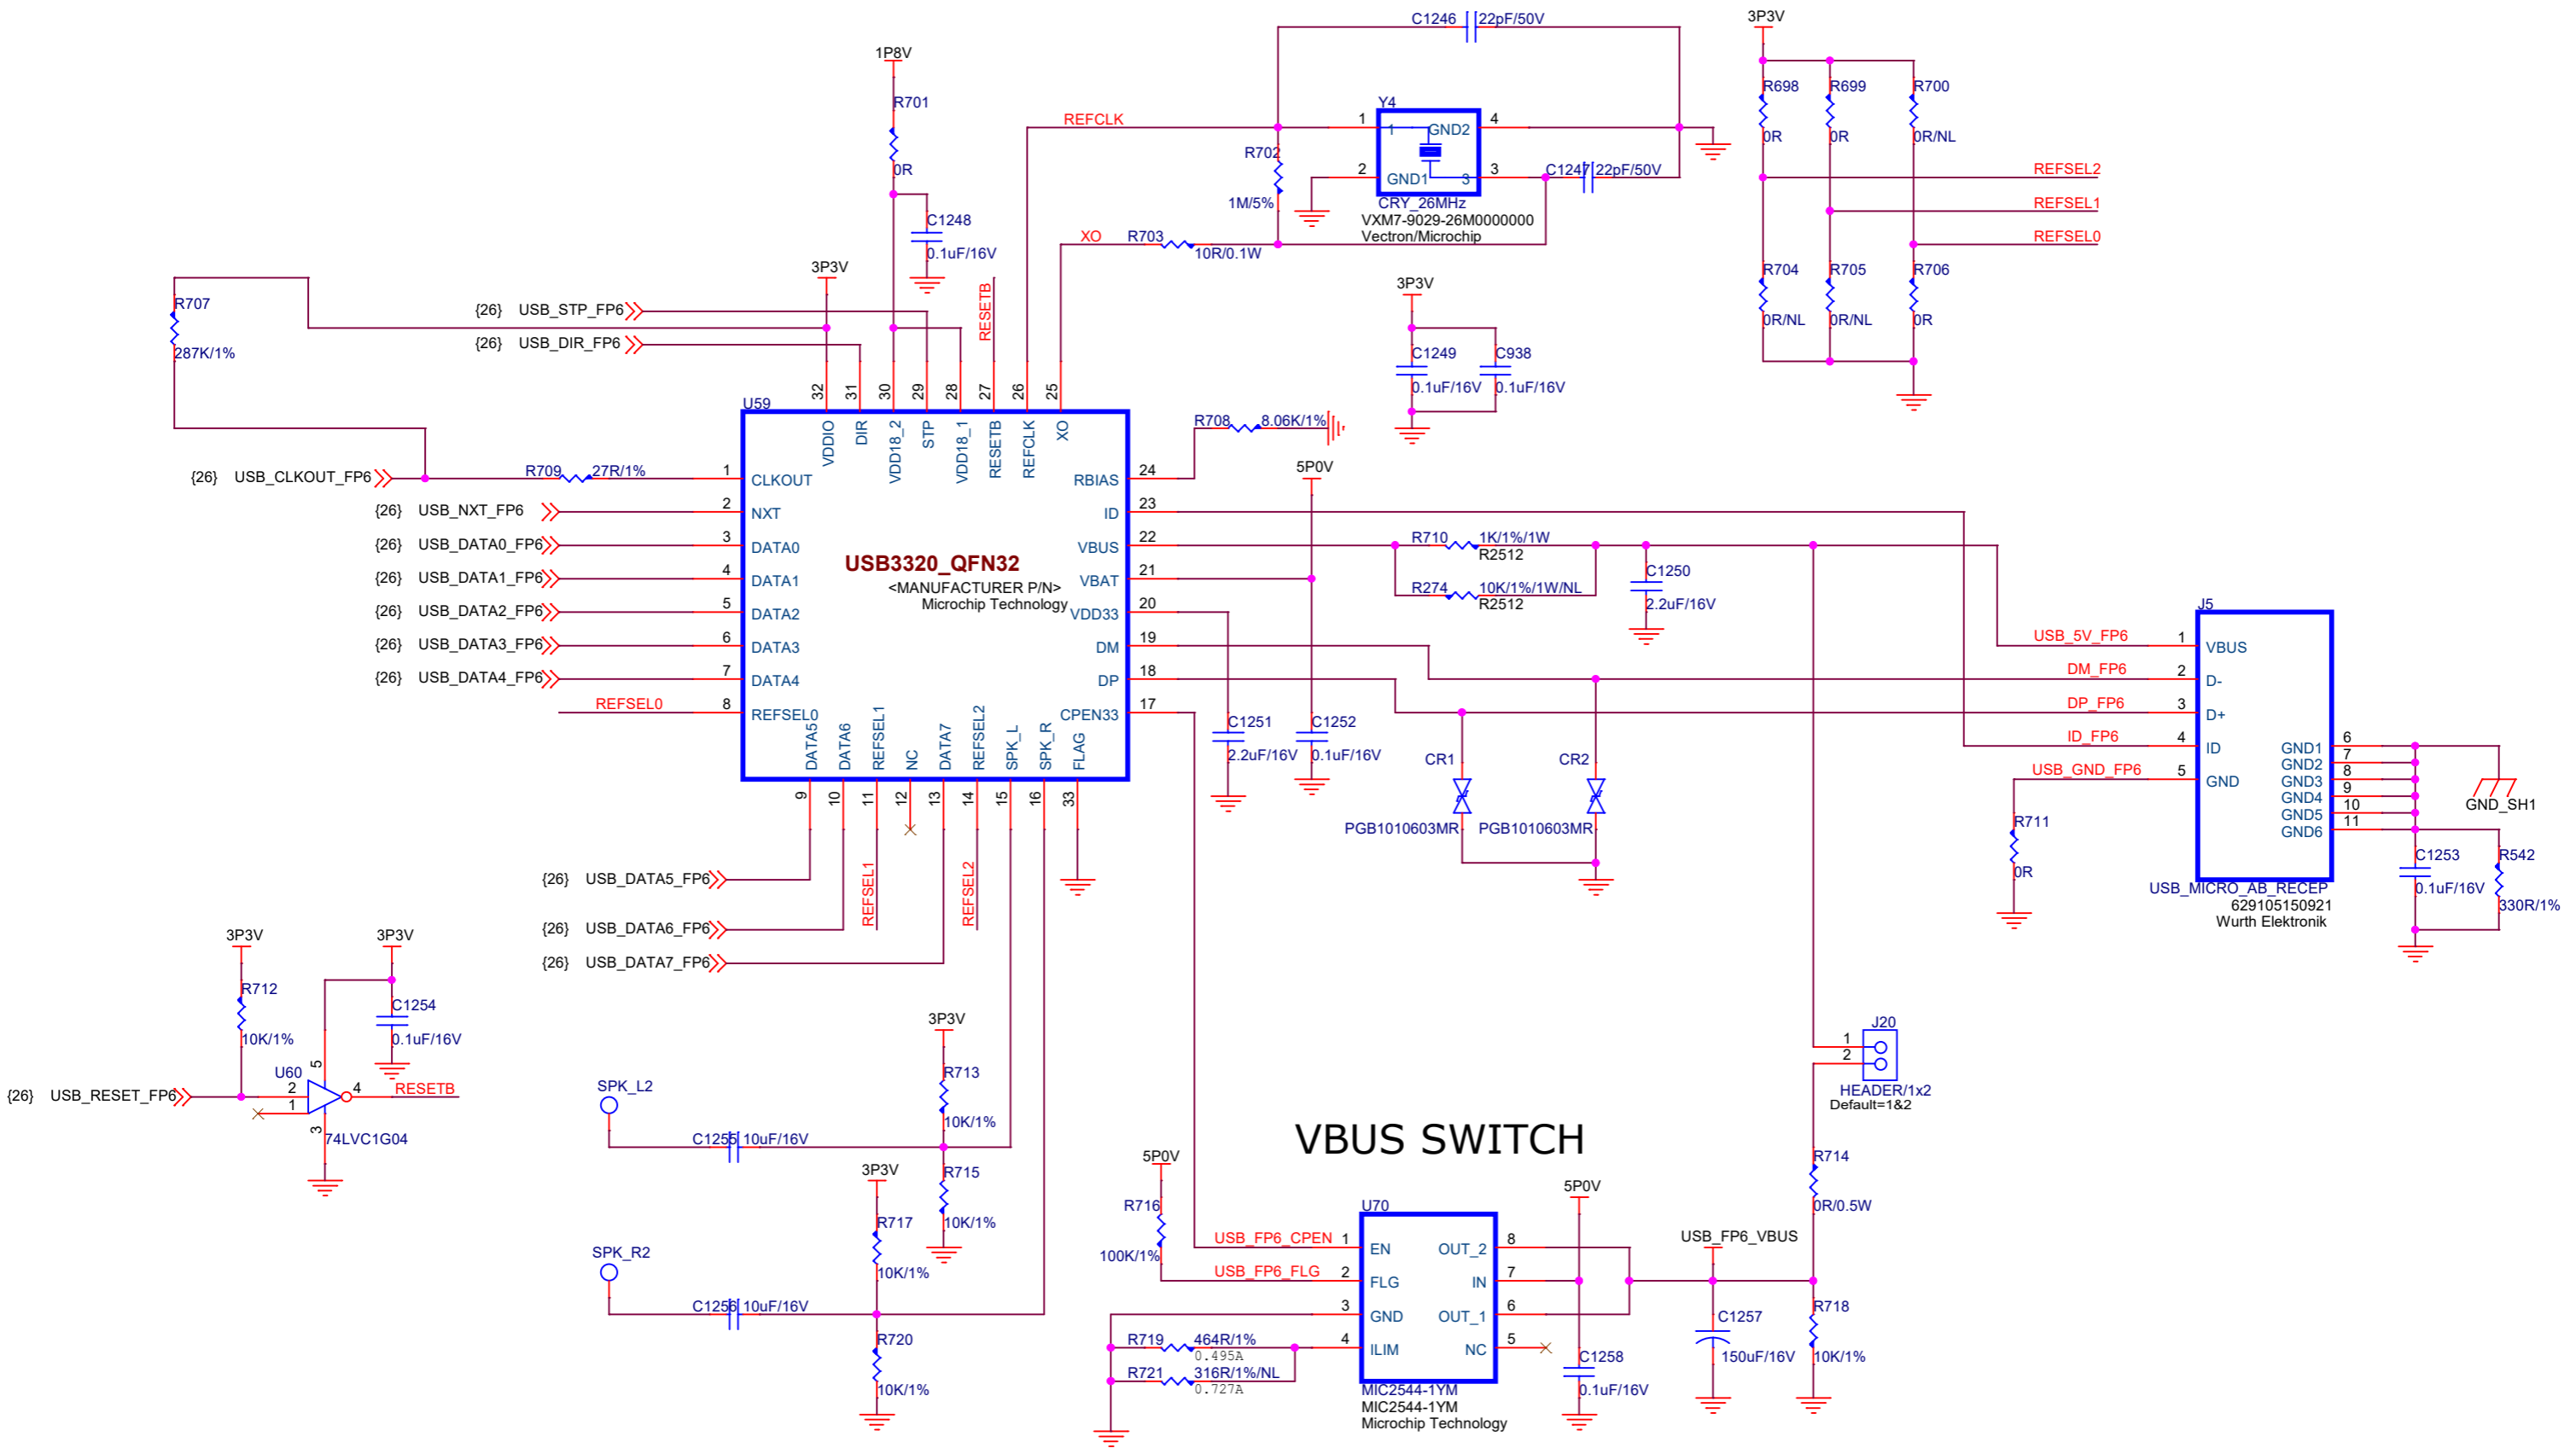 C1246 22pF/50V
3P3V
1P8V
R701
0R
C1248
0.1uF/16V
REFCLK
Y4
1 1 GND2 4
2 GND1 3 3
CRY_26MHz
VXM7-9029-26M0000000
Vectron/Microchip
R702
1M/5%
C1247 22pF/50V
XO R703
10R/0.1W
R698 R699 R700
0R 0R 0R/NL
REFSEL2
REFSEL1
REFSEL0
R704 R705 R706
0R/NL 0R/NL 0R
3P3V
R707
287K/1%
{26} USB_STP_FP6
{26} USB_DIR_FP6
RESETB
3P3V
C1249 C938
0.1uF/16V 0.1uF/16V
U59
32 31 30 29 28 27 26 25
VDDIO DIR VDD18_2 STP VDD18_1 RESETB REFCLK XO
R708 8.06K/1%
5P0V
{26} USB_CLKOUT_FP6 R709 27R/1% 1 CLKOUT
{26} USB_NXT_FP6 2 NXT
{26} USB_DATA0_FP6 3 DATA0
{26} USB_DATA1_FP6 4 DATA1
{26} USB_DATA2_FP6 5 DATA2
{26} USB_DATA3_FP6 6 DATA3
{26} USB_DATA4_FP6 7 DATA4
REFSEL0 8 REFSEL0
USB3320_QFN32
<MANUFACTURER P/N>
Microchip Technology
RBIAS 24
ID 23
VBUS 22
VBAT 21
VDD33 20
DM 19
DP 18
CPEN33 17
DATA5 DATA6 REFSEL1 NC DATA7 REFSEL2 SPK_L SPK_R FLAG
9 10 11 12 13 14 15 16 33
R710 1K/1%/1W
R2512
R274 10K/1%/1W/NL
R2512
C1250
2.2uF/16V
C1251
2.2uF/16V
C1252
0.1uF/16V
CR1 CR2
PGB1010603MR PGB1010603MR
J5
USB_5V_FP6 1 VBUS
DM_FP6 2 D-
DP_FP6 3 D+
ID_FP6 4 ID
USB_GND_FP6 5 GND
GND1 6
GND2 7
GND3 8
GND4 9
GND5 10
GND6 11
GND_SH1
USB_MICRO_AB_RECEP
629105150921
Wurth Elektronik
R711
0R
C1253
0.1uF/16V
R542
330R/1%
{26} USB_DATA5_FP6
{26} USB_DATA6_FP6
{26} USB_DATA7_FP6
REFSEL1
REFSEL2
3P3V 3P3V
R712
10K/1%
C1254
0.1uF/16V
U60
{26} USB_RESET_FP6 2 4 RESETB
1
5
3
74LVC1G04
3P3V
R713
10K/1%
SPK_L2
C1255 10uF/16V
R715
10K/1%
3P3V
R717
10K/1%
SPK_R2
C1256 10uF/16V
R720
10K/1%
J20
1
2
HEADER/1x2
Default=1&2
VBUS SWITCH
R714
0R/0.5W
5P0V
R716
100K/1%
5P0V
U70
USB_FP6_CPEN 1 EN OUT_2 8
USB_FP6_FLG 2 FLG IN 7
3 GND OUT_1 6
4 ILIM NC 5
R719 464R/1%
0.495A
R721 316R/1%/NL
0.727A
MIC2544-1YM
MIC2544-1YM
Microchip Technology
USB_FP6_VBUS
C1257
150uF/16V
R718
10K/1%
C1258
0.1uF/16V